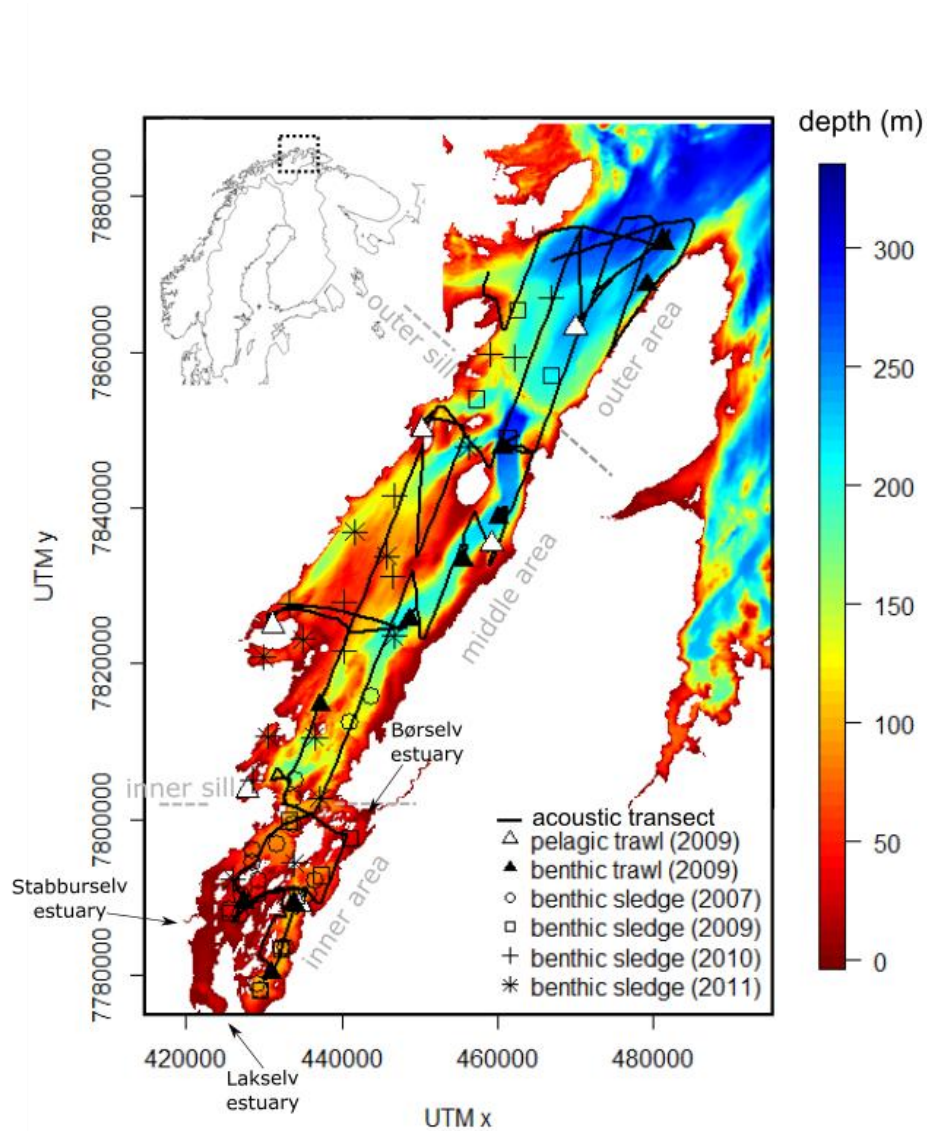 depth (m)
300
250
200
150
100
50
0
UTM y
7880000
7860000
7840000
7820000
7800000
7780000
outer sill
outer area
middle area
Børselv
estuary
inner sill
inner area
Stabburselv
estuary
Lakselv
estuary
acoustic transect
pelagic trawl (2009)
benthic trawl (2009)
benthic sledge (2007)
benthic sledge (2009)
benthic sledge (2010)
benthic sledge (2011)
420000
440000
460000
480000
UTM x